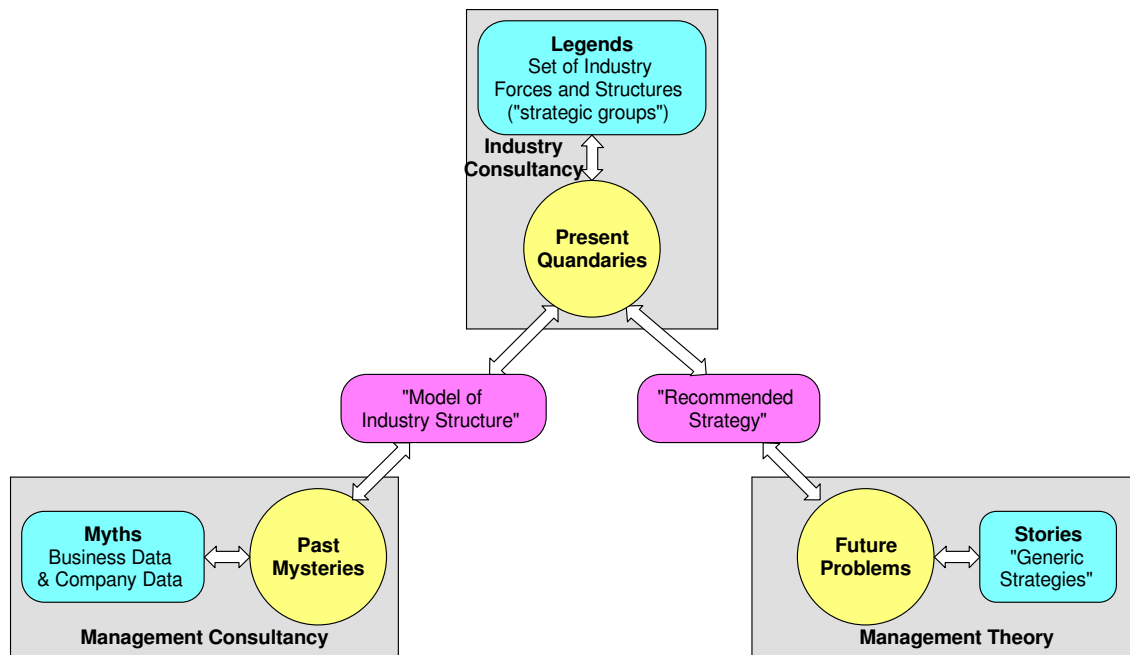 Legends
Set of Industry
Forces and Structures
("strategic groups")
Industry
Consultancy
Present
Quandaries
"Model of
Industry Structure"
"Recommended
Strategy"
Myths
Business Data
& Company Data
Past
Mysteries
Management Consultancy
Future
Problems
Stories
"Generic
Strategies"
Management Theory